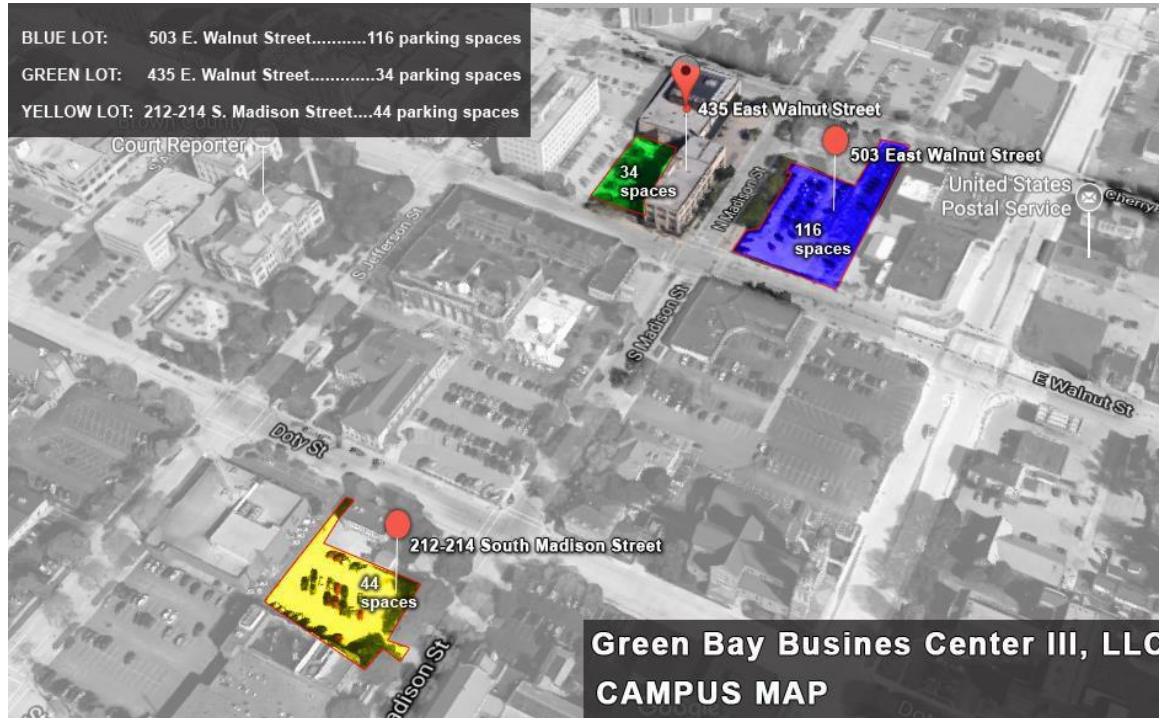 BLUE LOT: 503 E. Walnut Street...........116 parking spaces
GREEN LOT: 435 E. Walnut Street.............34 parking spaces
YELLOW LOT: 212-214 S. Madison Street....44 parking spaces
Court Reporter
435 East Walnut Street
503 East Walnut Street
34
spaces
N Madison St
United States
Postal Service
Cherry
116
spaces
S Jefferson St
S Madison St
E Walnut St
Doty St
212-214 South Madison Street
44
spaces
adison St
Green Bay Busines Center III, LLC
CAMPUS MAP
Google